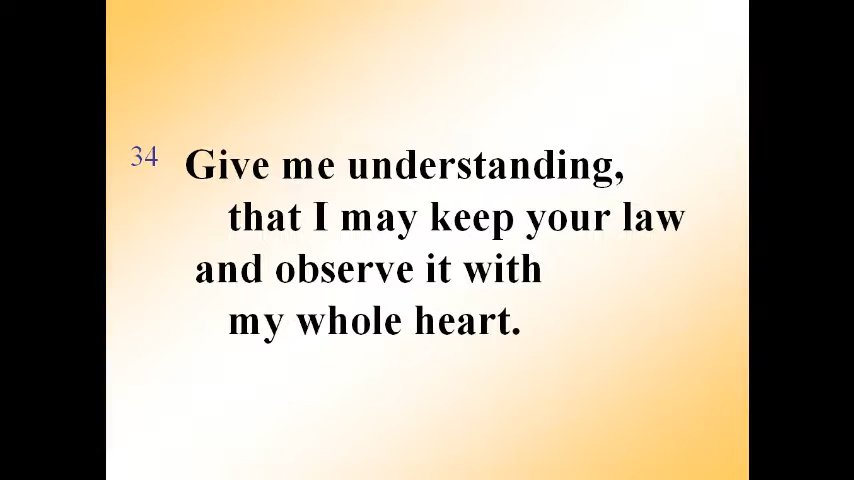 34 Give me understanding,
that I may keep your law
and observe it with
my whole heart.